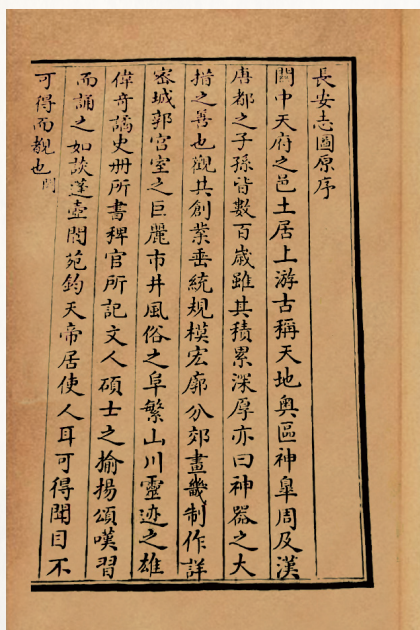 長安志圖原序
關中天府之邑土居上游古稱天地奥區神臯周及漢
唐都之子孫皆數百歳雖其積累深厚亦曰神器之大
措之善也觀其創業垂統規模宏廓分郊畫畿制作詳
密城郭宫室之巨麗市井風俗之阜繁山川靈迹之雄
偉竒譎史册所書稗官所記文人碩士之揄揚頌嘆習
而誦之如談蓬壺閬苑鈞天帝居使人耳可得聞目不
可得而覩也